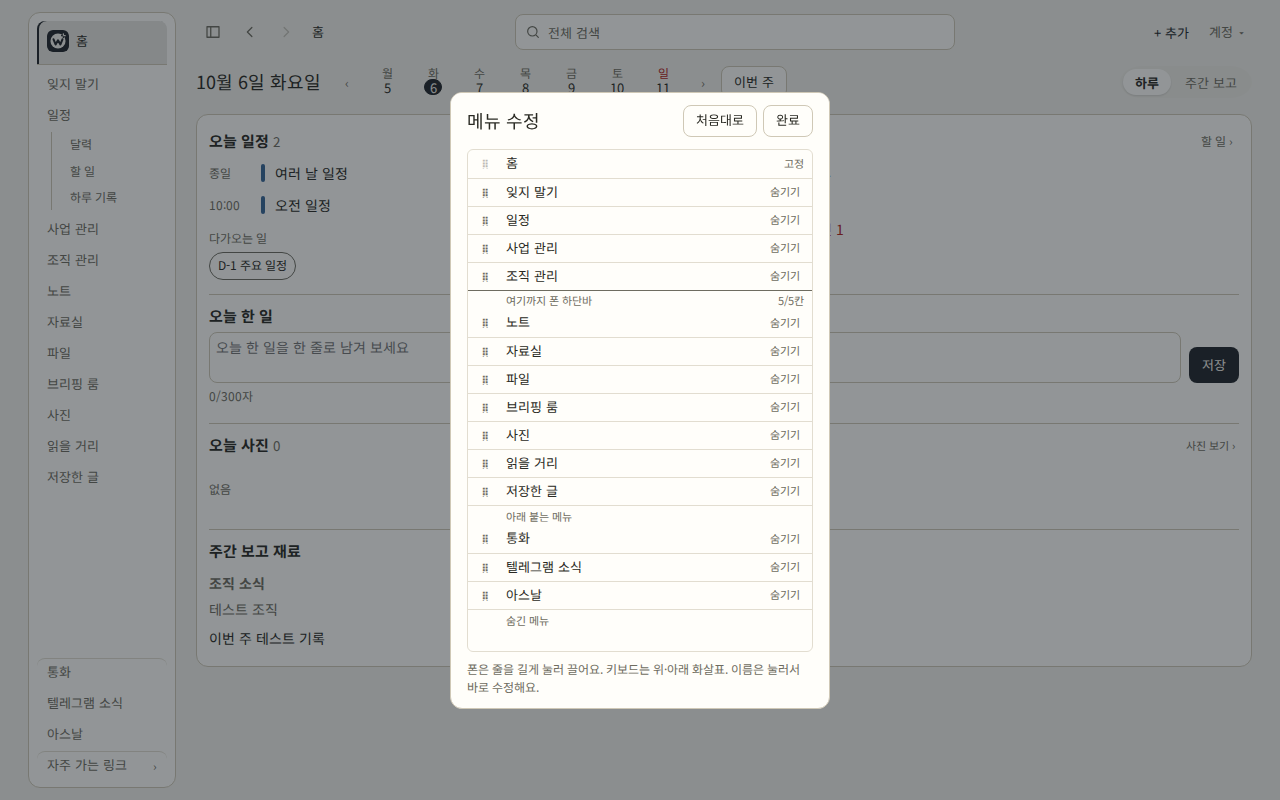 홈
잊지 말기
일정
달력
할 일
하루 기록
사업 관리
조직 관리
노트
자료실
파일
브리핑 룸
사진
읽을 거리
저장한 글
통화
텔레그램 소식
아스날
자주 가는 링크 ›
홈
전체 검색
+ 추가
계정
10월 6일 화요일
‹ 월 화 수 목 금 토 일 ›
5 6 7 8 9 10 11
이번 주
하루 주간 보고
오늘 일정 2
할 일 ›
종일 여러 날 일정
10:00 오전 일정
1
다가오는 일
D-1 주요 일정
오늘 한 일
오늘 한 일을 한 줄로 남겨 보세요
저장
0/300자
오늘 사진 0
사진 보기 ›
없음
주간 보고 재료
조직 소식
테스트 조직
이번 주 테스트 기록
메뉴 수정
처음대로 완료
홈 고정
잊지 말기 숨기기
일정 숨기기
사업 관리 숨기기
조직 관리 숨기기
여기까지 폰 하단바 5/5칸
노트 숨기기
자료실 숨기기
파일 숨기기
브리핑 룸 숨기기
사진 숨기기
읽을 거리 숨기기
저장한 글 숨기기
아래 붙는 메뉴
통화 숨기기
텔레그램 소식 숨기기
아스날 숨기기
숨긴 메뉴
폰은 줄을 길게 눌러 끌어요. 키보드는 위·아래 화살표. 이름은 눌러서
바로 수정해요.